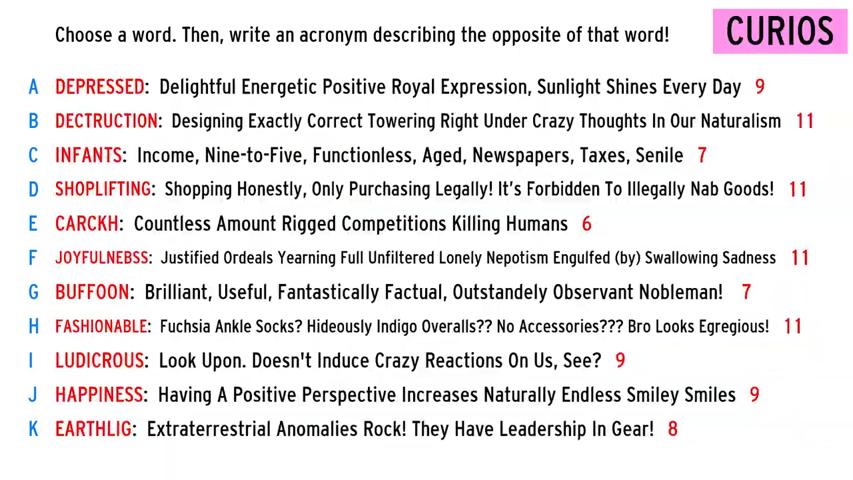 Choose a word. Then, write an acronym describing the opposite of that word!
CURIOS
A DEPRESSED: Delightful Energetic Positive Royal Expression, Sunlight Shines Every Day 9
B DECTRUCTION: Designing Exactly Correct Towering Right Under Crazy Thoughts In Our Naturalism 11
C INFANTS: Income, Nine-to-Five, Functionless, Aged, Newspapers, Taxes, Senile 7
D SHOPLIFTING: Shopping Honestly, Only Purchasing Legally! It's Forbidden To Illegally Nab Goods! 11
E CARCKH: Countless Amount Rigged Competitions Killing Humans 6
F JOYFULNEBSS: Justified Ordeals Yearning Full Unfiltered Lonely Nepotism Engulfed (by) Swallowing Sadness 11
G BUFFOON: Brilliant, Useful, Fantastically Factual, Outstandely Observant Nobleman! 7
H FASHIONABLE: Fuchsia Ankle Socks? Hideously Indigo Overalls?? No Accessories??? Bro Looks Egregious! 11
I LUDICROUS: Look Upon. Doesn't Induce Crazy Reactions On Us, See? 9
J HAPPINESS: Having A Positive Perspective Increases Naturally Endless Smiley Smiles 9
K EARTHLIG: Extraterrestrial Anomalies Rock! They Have Leadership In Gear! 8